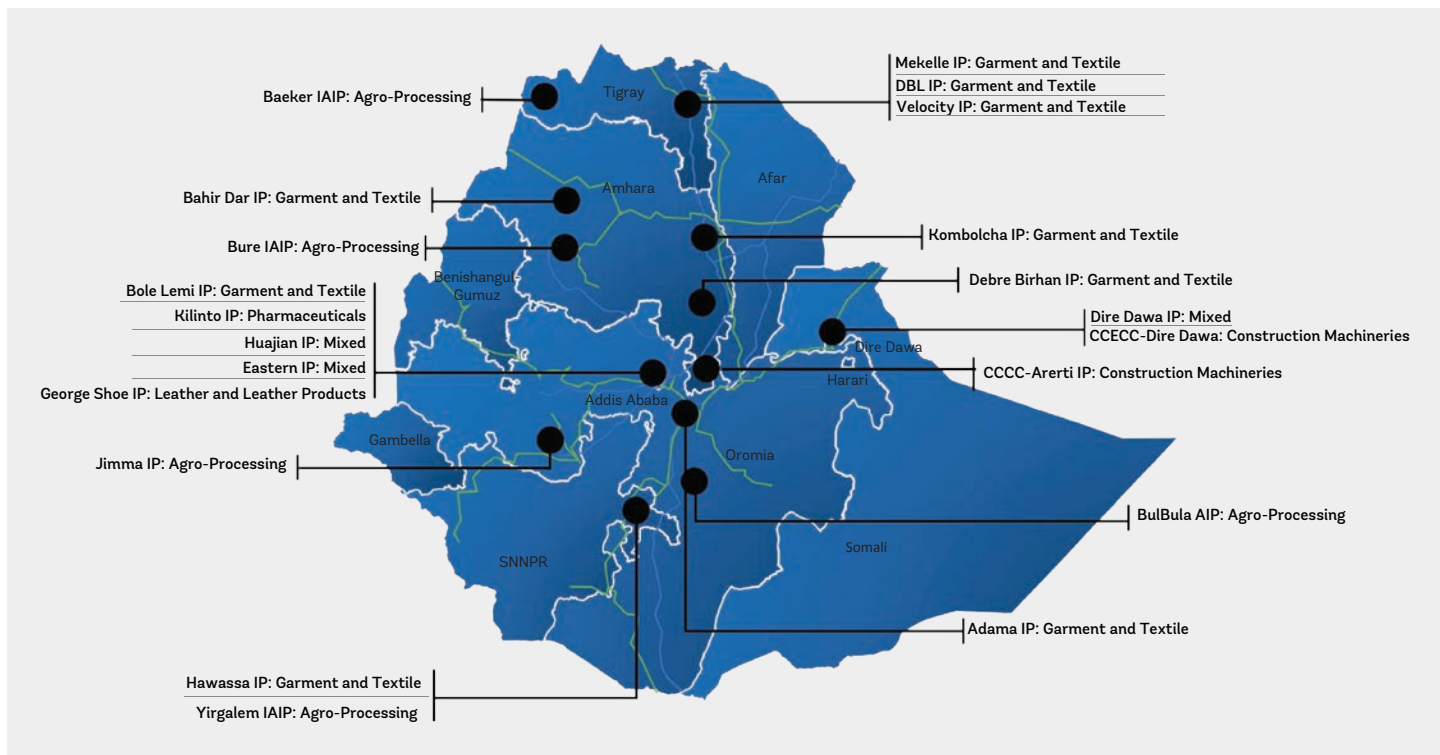 Mekelle IP: Garment and Textile
DBL IP: Garment and Textile
Velocity IP: Garment and Textile
Baeker IAIP: Agro-Processing
Tigray
Afar
Amhara
Bahir Dar IP: Garment and Textile
Kombolcha IP: Garment and Textile
Bure IAIP: Agro-Processing
Benishangul-
Gumuz
Debre Birhan IP: Garment and Textile
Bole Lemi IP: Garment and Textile
Kilinto IP: Pharmaceuticals
Huajian IP: Mixed
Eastern IP: Mixed
George Shoe IP: Leather and Leather Products
Dire Dawa IP: Mixed
CCECC-Dire Dawa: Construction Machineries
Dire Dawa
Harari
CCCC-Arerti IP: Construction Machineries
Addis Ababa
Gambella
Oromia
Jimma IP: Agro-Processing
BulBula AIP: Agro-Processing
Somali
SNNPR
Adama IP: Garment and Textile
Hawassa IP: Garment and Textile
Yirgalem IAIP: Agro-Processing